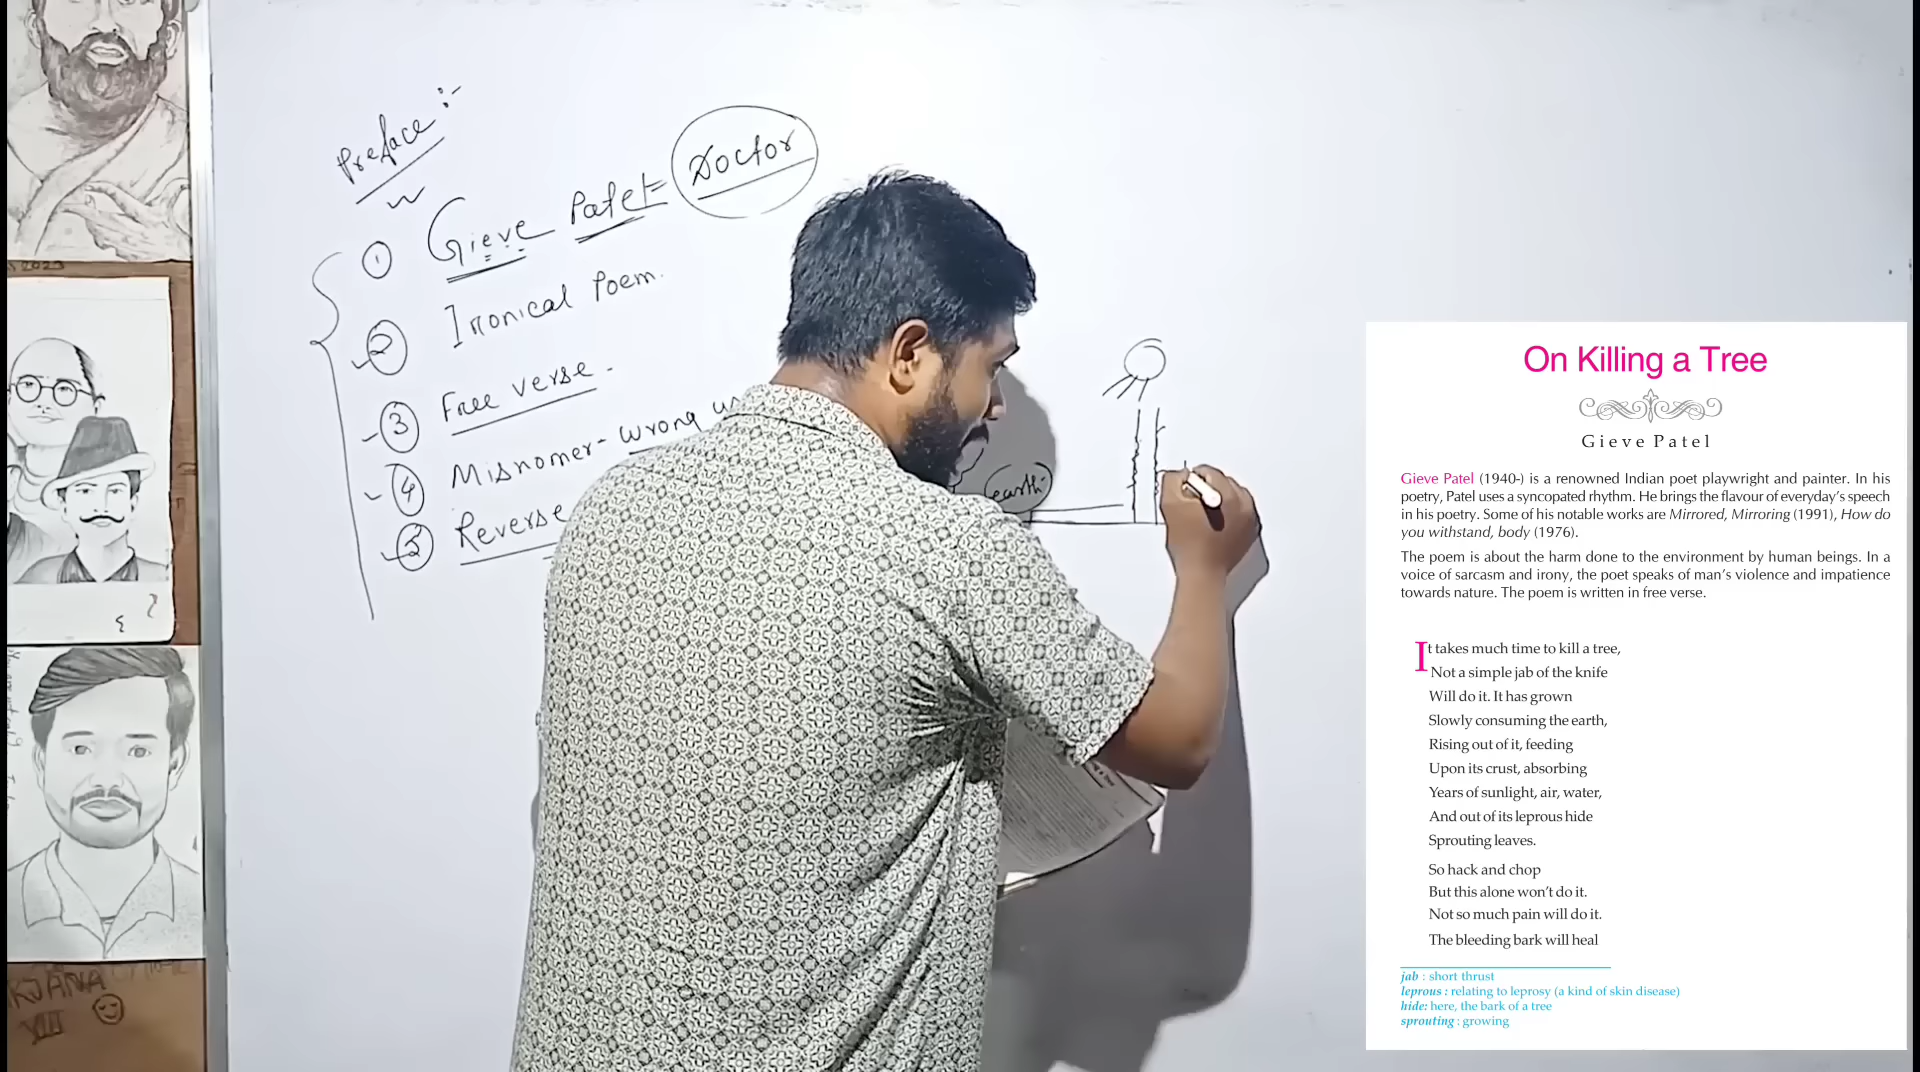 Preface :-
① Gieve Patel = Doctor
② Ironical Poem.
③ Free verse.
④ Misnomer - wrong
⑤ Reverse
earth
ARJANA
VIII
On Killing a Tree
Gieve Patel
Gieve Patel (1940-) is a renowned Indian poet playwright and painter. In his
poetry, Patel uses a syncopated rhythm. He brings the flavour of everyday's speech
in his poetry. Some of his notable works are Mirrored, Mirroring (1991), How do
you withstand, body (1976).
The poem is about the harm done to the environment by human beings. In a
voice of sarcasm and irony, the poet speaks of man's violence and impatience
towards nature. The poem is written in free verse.
It takes much time to kill a tree,
Not a simple jab of the knife
Will do it. It has grown
Slowly consuming the earth,
Rising out of it, feeding
Upon its crust, absorbing
Years of sunlight, air, water,
And out of its leprous hide
Sprouting leaves.
So hack and chop
But this alone won't do it.
Not so much pain will do it.
The bleeding bark will heal
jab : short thrust
leprous : relating to leprosy (a kind of skin disease)
hide: here, the bark of a tree
sprouting : growing